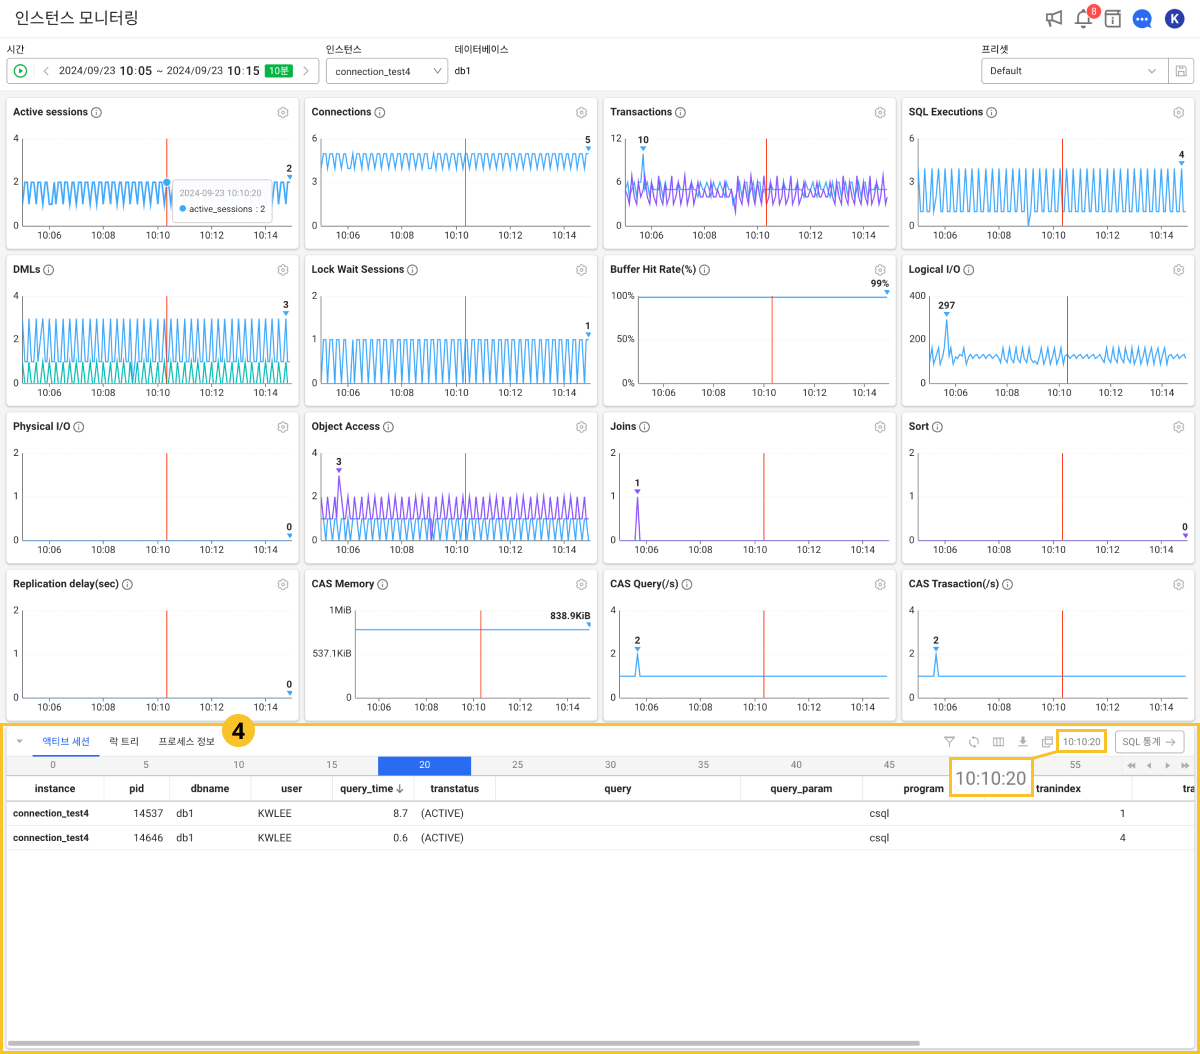 인스턴스 모니터링
8
K
시간
인스턴스
데이터베이스
프리셋
2024/09/23 10:05 ~ 2024/09/23 10:15 10분
connection_test4
db1
Default
Active sessions
4
2
0
2
2024-09-23 10:10:20
active_sessions : 2
10:06 10:08 10:10 10:12 10:14
Connections
6
3
0
5
10:06 10:08 10:10 10:12 10:14
Transactions
12
6
0
10
10:06 10:08 10:10 10:12 10:14
SQL Executions
6
3
0
4
10:06 10:08 10:10 10:12 10:14
DMLs
4
2
0
3
10:06 10:08 10:10 10:12 10:14
Lock Wait Sessions
2
1
0
1
10:06 10:08 10:10 10:12 10:14
Buffer Hit Rate(%)
99%
100%
50%
0%
10:06 10:08 10:10 10:12 10:14
Logical I/O
400
200
0
297
10:06 10:08 10:10 10:12 10:14
Physical I/O
2
1
0
0
10:06 10:08 10:10 10:12 10:14
Object Access
4
2
0
3
10:06 10:08 10:10 10:12 10:14
Joins
2
1
0
1
10:06 10:08 10:10 10:12 10:14
Sort
2
1
0
0
10:06 10:08 10:10 10:12 10:14
Replication delay(sec)
2
1
0
0
10:06 10:08 10:10 10:12 10:14
CAS Memory
1MiB
537.1KiB
0
838.9KiB
10:06 10:08 10:10 10:12 10:14
CAS Query(/s)
4
2
0
2
10:06 10:08 10:10 10:12 10:14
CAS Trasaction(/s)
4
2
0
2
10:06 10:08 10:10 10:12 10:14
액티브 세션 락 트리 프로세스 정보 4
10:10:20 SQL 통계
0 5 10 15 20 25 30 35 40 45 55
10:10:20
instance pid dbname user query_time transtatus query query_param program tranindex tra
connection_test4 14537 db1 KWLEE 8.7 (ACTIVE) csql 1
connection_test4 14646 db1 KWLEE 0.6 (ACTIVE) csql 4